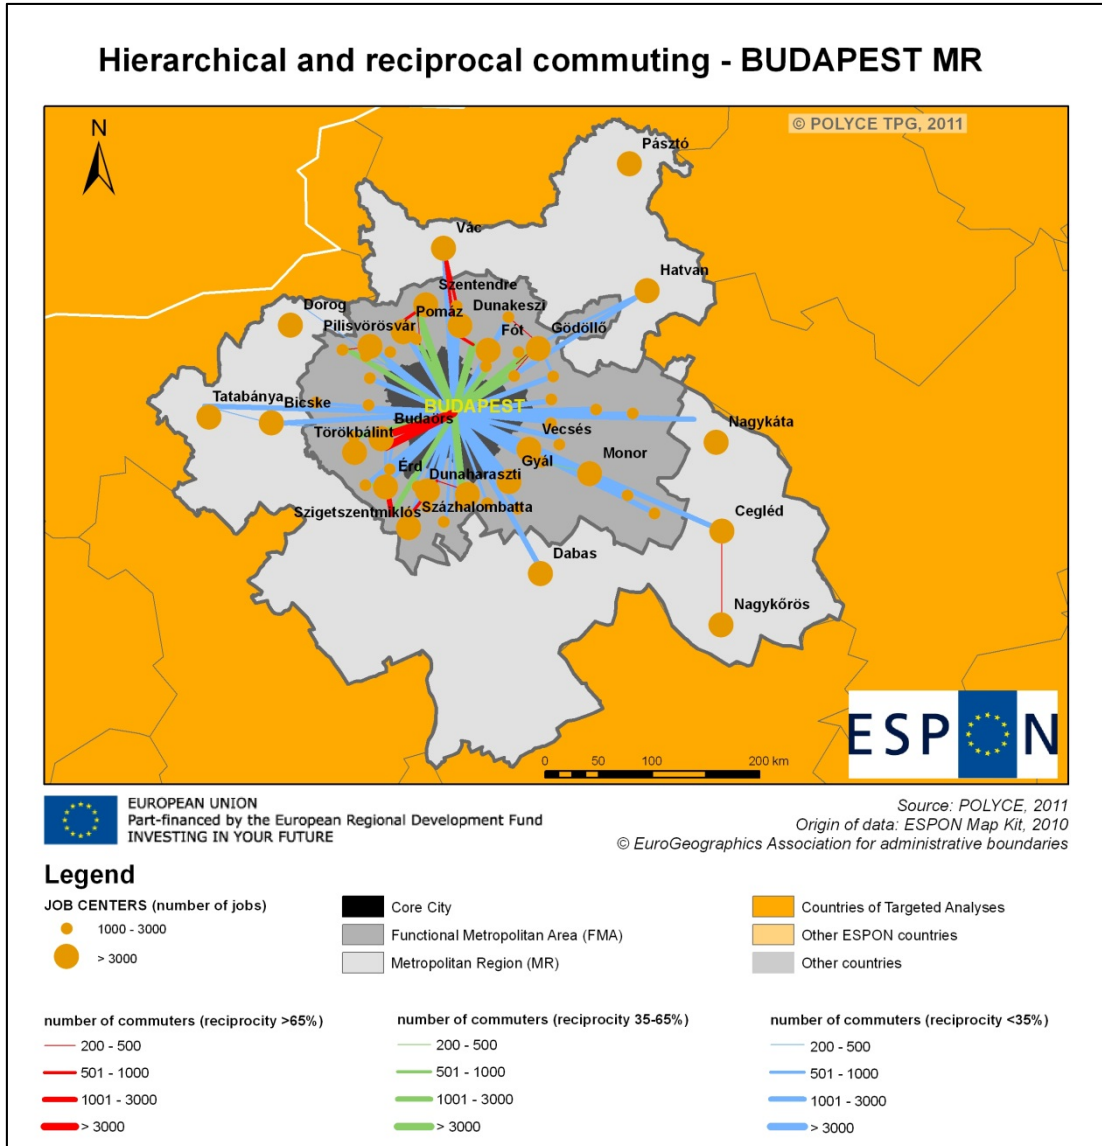 Hierarchical and reciprocal commuting - BUDAPEST MR
© POLYCE TPG, 2011
N
Pásztó
Vác
Hatvan
Szentendre
Dorog
Pomáz
Dunakeszi
Pilisvörösvár
Fót
Gödöllő
Tatabánya
Bicske
BUDAPEST
Budaörs
Nagykáta
Törökbálint
Vecsés
Érd
Gyál
Monor
Dunaharaszti
Szigetszentmiklós
Százhalombatta
Cegléd
Dabas
Nagykőrös
0 50 100 200 km
ESPON
EUROPEAN UNION
Part-financed by the European Regional Development Fund
INVESTING IN YOUR FUTURE
Source: POLYCE, 2011
Origin of data: ESPON Map Kit, 2010
© EuroGeographics Association for administrative boundaries
Legend
JOB CENTERS (number of jobs)
1000 - 3000
> 3000
Core City
Functional Metropolitan Area (FMA)
Metropolitan Region (MR)
Countries of Targeted Analyses
Other ESPON countries
Other countries
number of commuters (reciprocity >65%)
200 - 500
501 - 1000
1001 - 3000
> 3000
number of commuters (reciprocity 35-65%)
200 - 500
501 - 1000
1001 - 3000
> 3000
number of commuters (reciprocity <35%)
200 - 500
501 - 1000
1001 - 3000
> 3000